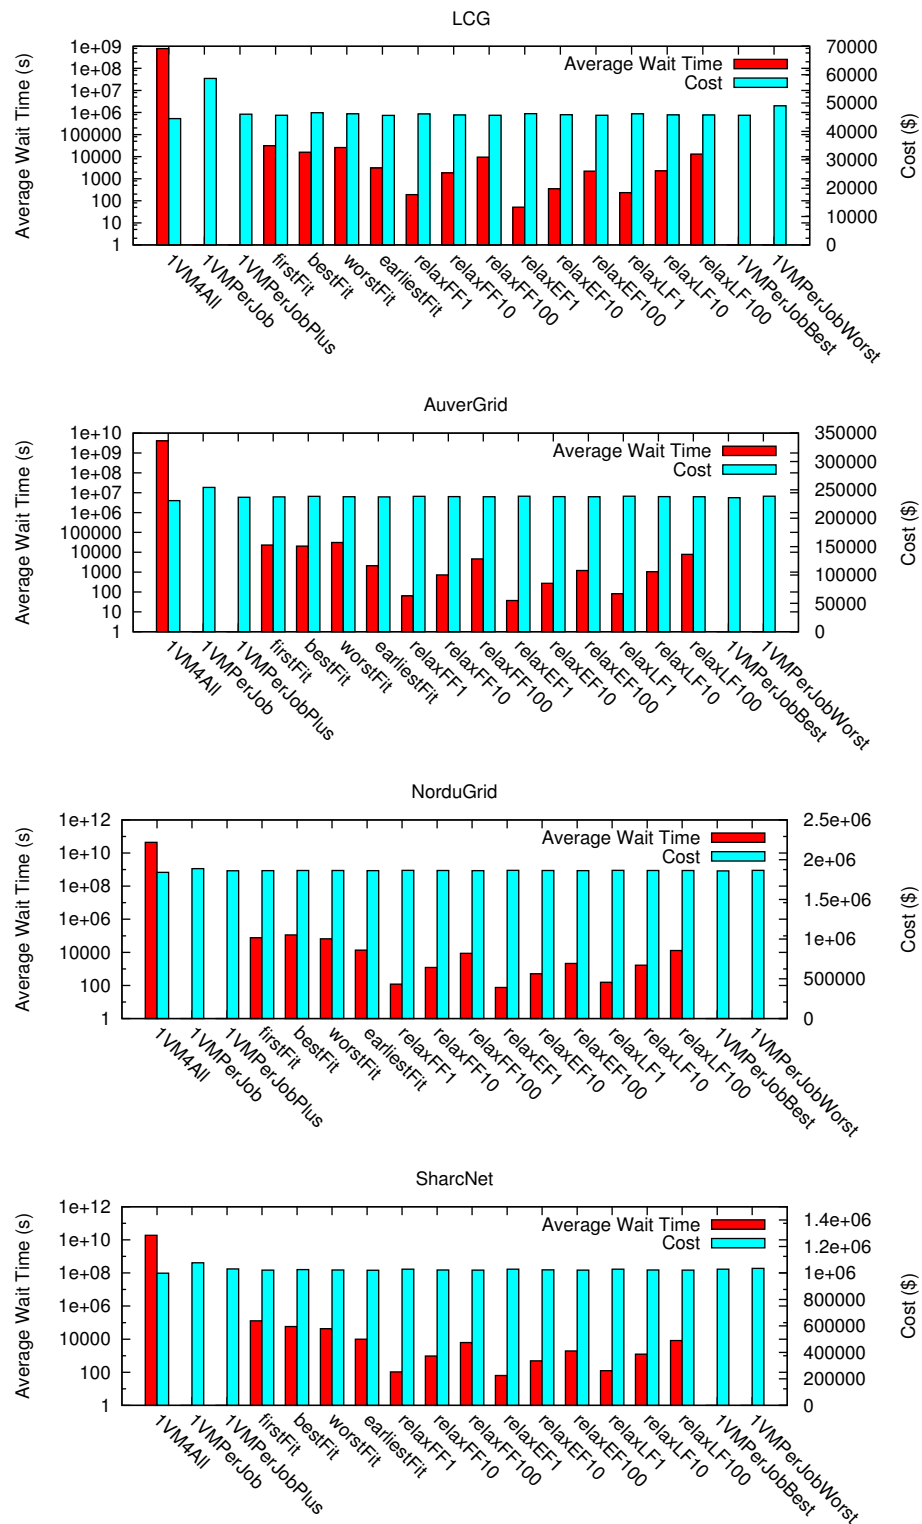 LCG
Average Wait Time (s)
1e+09
1e+08
1e+07
1e+06
100000
10000
1000
100
10
1
Average Wait Time
Cost
70000
60000
50000
40000
30000
20000
10000
0
Cost ($)
1VM4All
1VMPerJob
1VMPerJobPlus
firstFit
bestFit
worstFit
earliestFit
relaxFF1
relaxFF10
relaxFF100
relaxEF1
relaxEF10
relaxEF100
relaxLF1
relaxLF10
relaxLF100
1VMPerJobBest
1VMPerJobWorst
AuverGrid
Average Wait Time (s)
1e+10
1e+09
1e+08
1e+07
1e+06
100000
10000
1000
100
10
1
Average Wait Time
Cost
350000
300000
250000
200000
150000
100000
50000
0
Cost ($)
1VM4All
1VMPerJob
1VMPerJobPlus
firstFit
bestFit
worstFit
earliestFit
relaxFF1
relaxFF10
relaxFF100
relaxEF1
relaxEF10
relaxEF100
relaxLF1
relaxLF10
relaxLF100
1VMPerJobBest
1VMPerJobWorst
NorduGrid
Average Wait Time (s)
1e+12
1e+10
1e+08
1e+06
10000
100
1
Average Wait Time
Cost
2.5e+06
2e+06
1.5e+06
1e+06
500000
0
Cost ($)
1VM4All
1VMPerJob
1VMPerJobPlus
firstFit
bestFit
worstFit
earliestFit
relaxFF1
relaxFF10
relaxFF100
relaxEF1
relaxEF10
relaxEF100
relaxLF1
relaxLF10
relaxLF100
1VMPerJobBest
1VMPerJobWorst
SharcNet
Average Wait Time (s)
1e+12
1e+10
1e+08
1e+06
10000
100
1
Average Wait Time
Cost
1.4e+06
1.2e+06
1e+06
800000
600000
400000
200000
0
Cost ($)
1VM4All
1VMPerJob
1VMPerJobPlus
firstFit
bestFit
worstFit
earliestFit
relaxFF1
relaxFF10
relaxFF100
relaxEF1
relaxEF10
relaxEF100
relaxLF1
relaxLF10
relaxLF100
1VMPerJobBest
1VMPerJobWorst